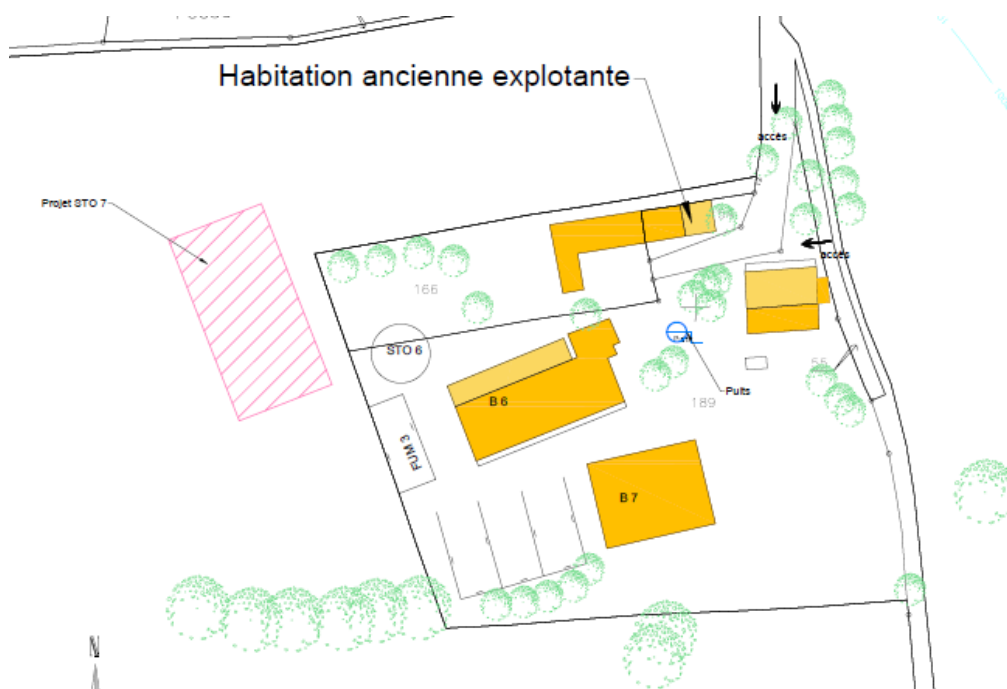 Habitation ancienne explotante
accès
Projet STO 7
accès
166
STO 6
Puits
55
B 6
189
FUM 3
B 7
N